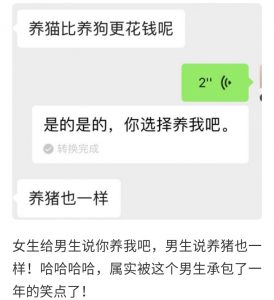 养猫比养狗更花钱呢
2''
是的是的，你选择养我吧。
转换完成
养猪也一样
女生给男生说你养我吧，男生说养猪也一
样！哈哈哈哈，属实被这个男生承包了一
年的笑点了！